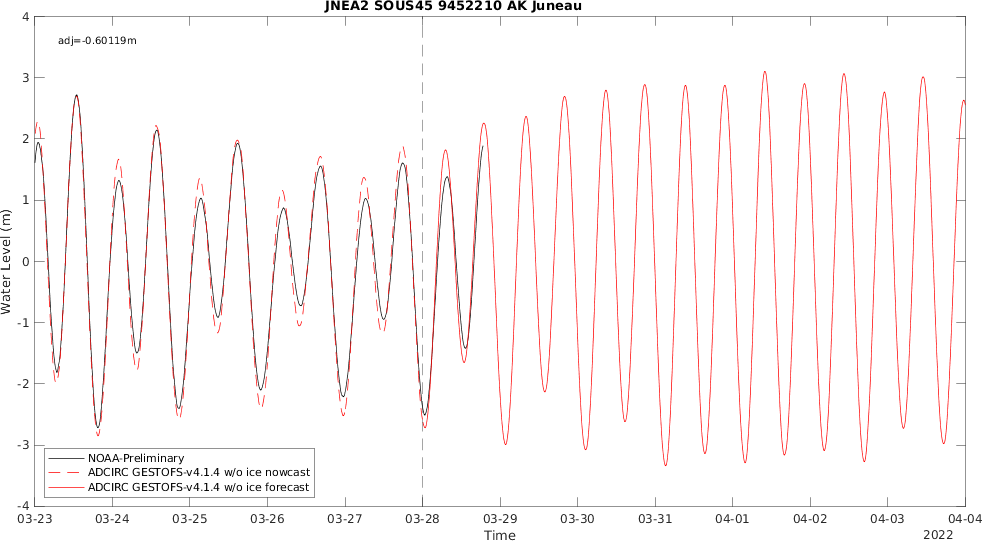 JNEA2 SOUS45 9452210 AK Juneau
adj=-0.60119m
4
3
2
1
0
-1
-2
-3
-4
Water Level (m)
NOAA-Preliminary
ADCIRC GESTOFS-v4.1.4 w/o ice nowcast
ADCIRC GESTOFS-v4.1.4 w/o ice forecast
03-23 03-24 03-25 03-26 03-27 03-28 03-29 03-30 03-31 04-01 04-02 04-03 04-04
Time
2022